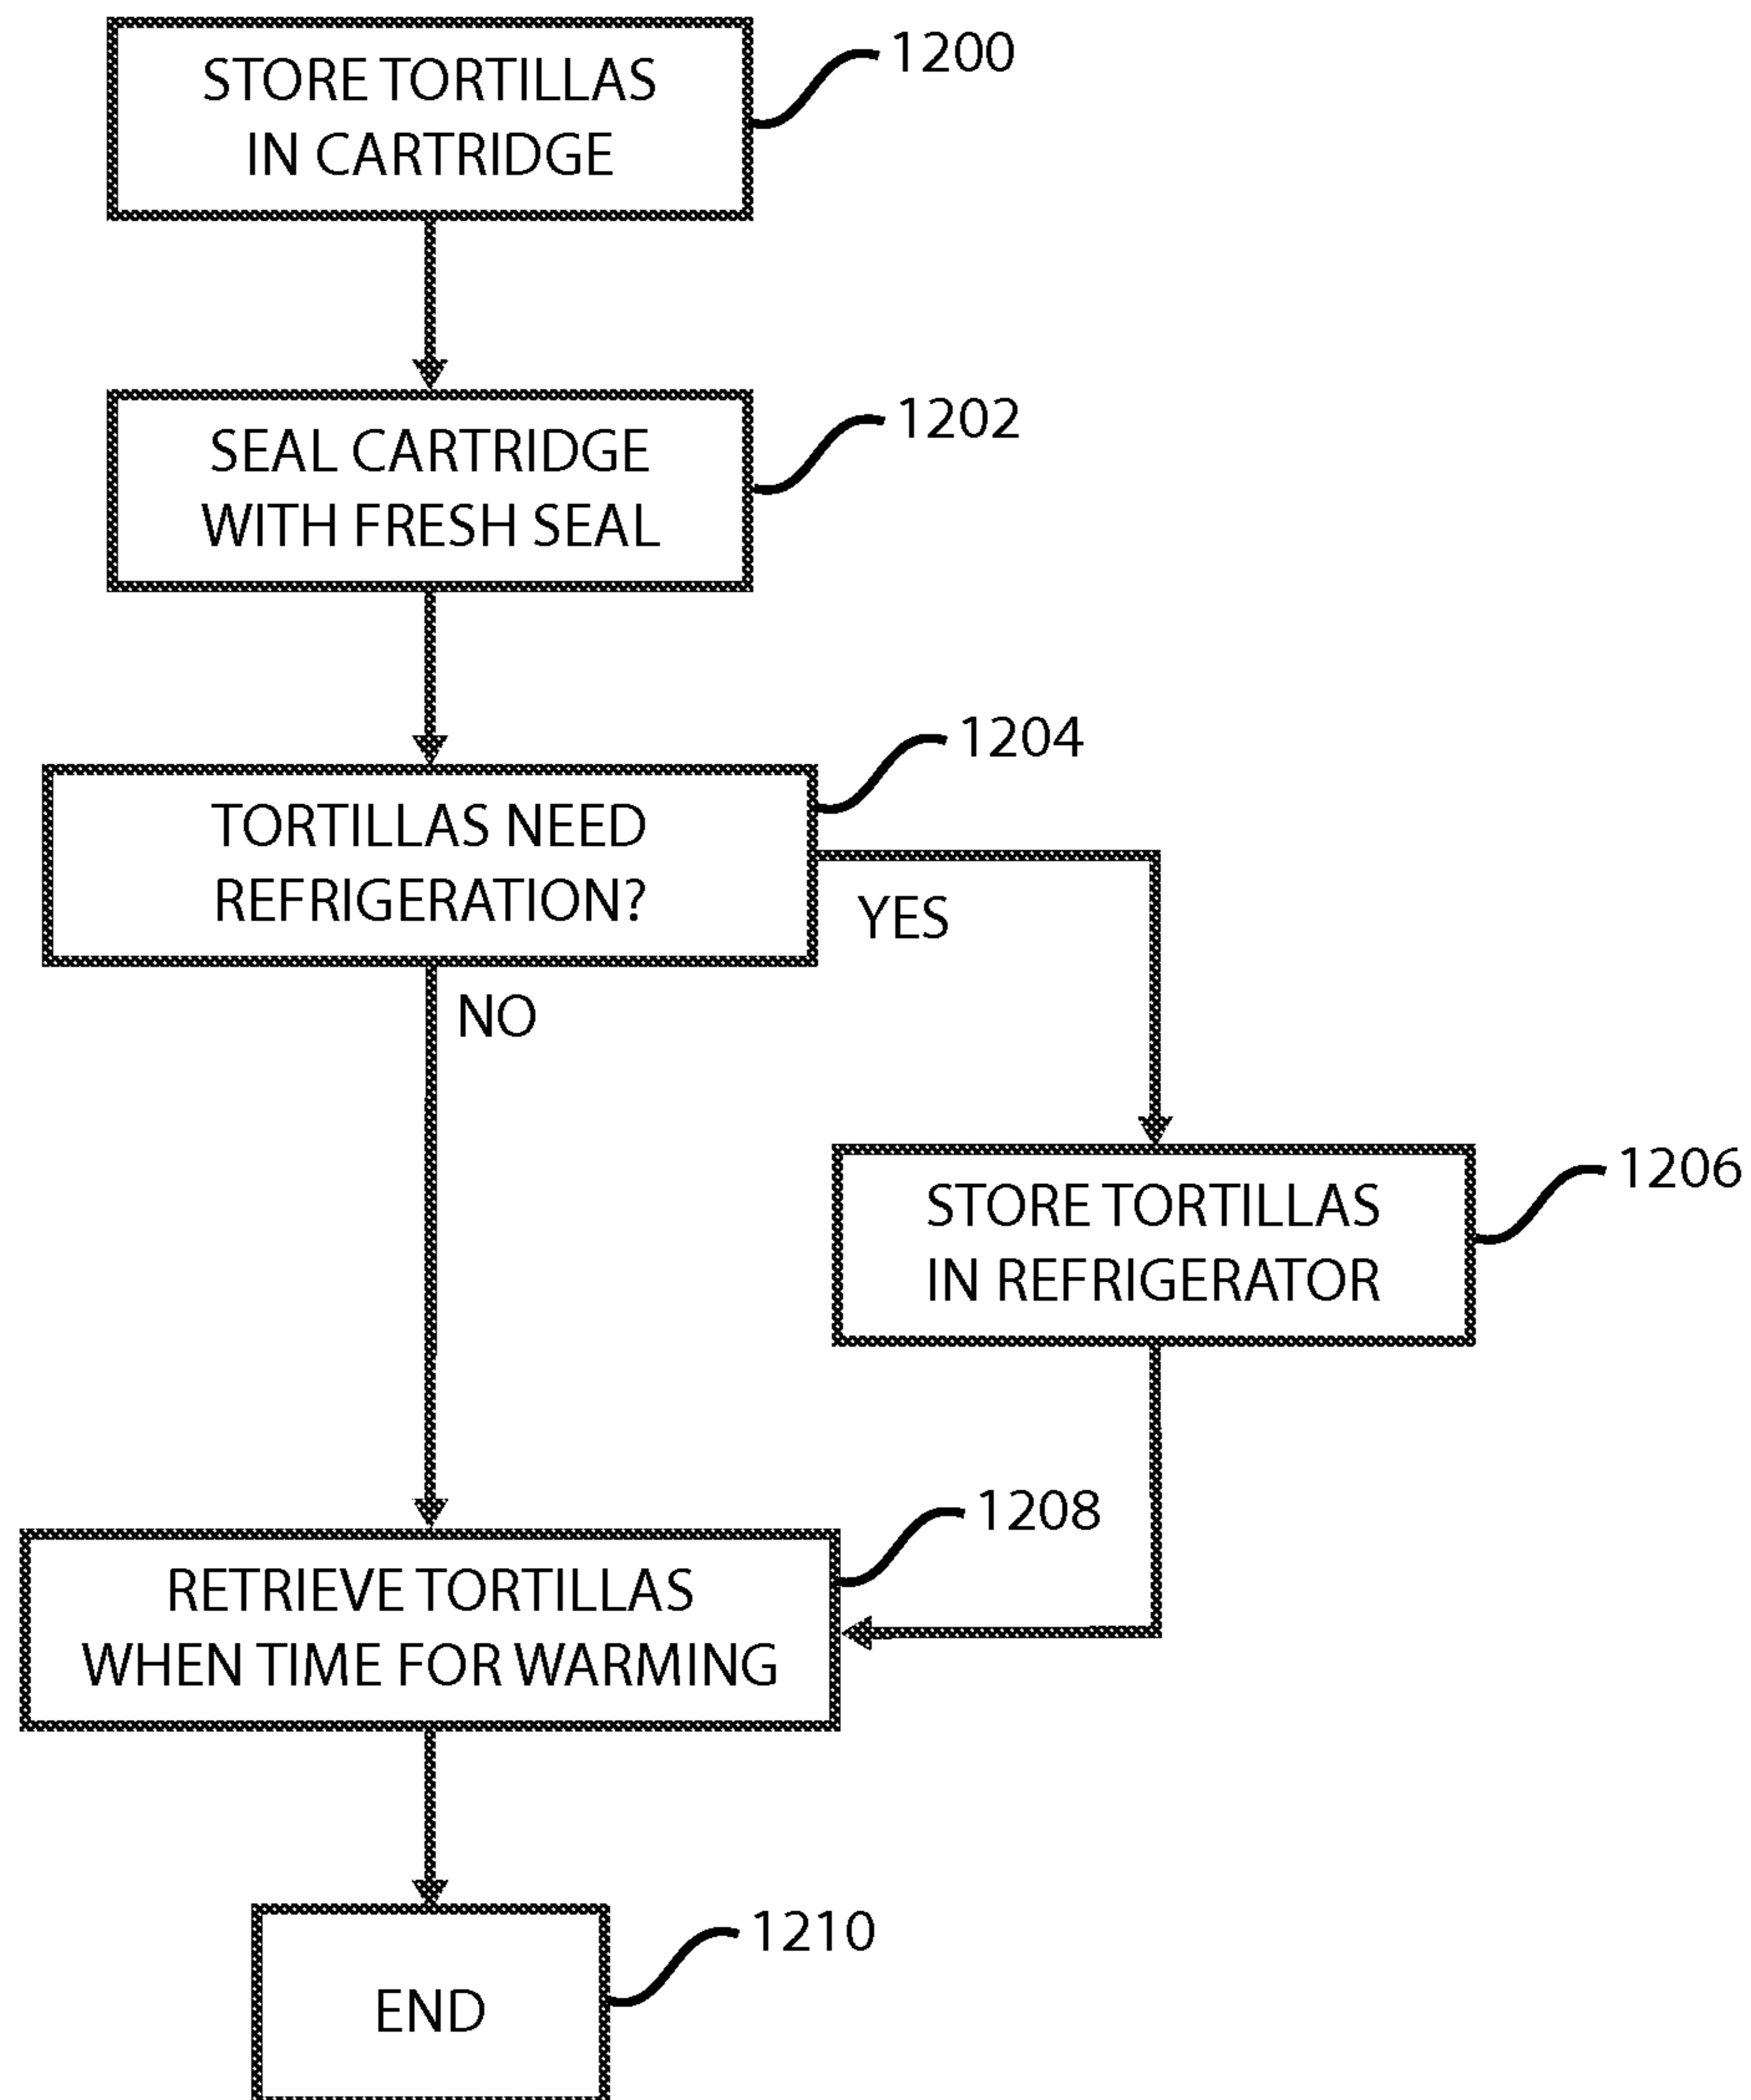 STORE TORTILLAS
IN CARTRIDGE
1200
SEAL CARTRIDGE
WITH FRESH SEAL
1202
1204
TORTILLAS NEED
REFRIGERATION?
YES
NO
1206
STORE TORTILLAS
IN REFRIGERATOR
1208
RETRIEVE TORTILLAS
WHEN TIME FOR WARMING
1210
END